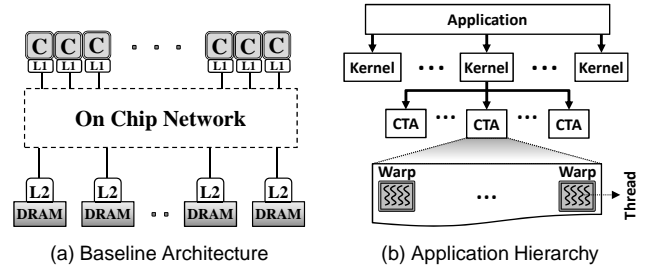 C C C · · · C C C
L1 L1 L1 L1 L1 L1
On Chip Network
L2 L2 L2 L2
DRAM DRAM · · DRAM DRAM
(a) Baseline Architecture
Application
Kernel ··· Kernel ··· Kernel
CTA ··· CTA ··· CTA
Warp ... Warp
Thread
(b) Application Hierarchy